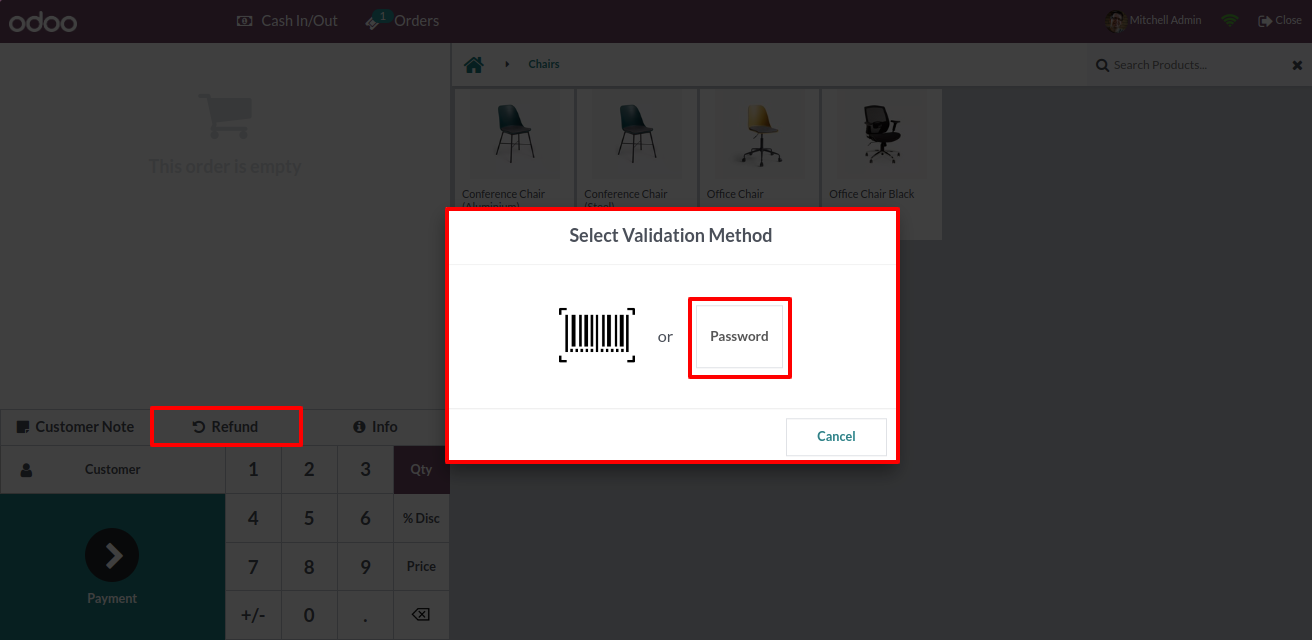 odoo
Cash In/Out
1
Orders
Mitchell Admin
Close
Chairs
Search Products...
This order is empty
Conference Chair
(Aluminium)
Conference Chair
(Steel)
Office Chair
Office Chair Black
Select Validation Method
or
Password
Cancel
Customer Note
Refund
Info
Customer
1 2 3 Qty
4 5 6 % Disc
7 8 9 Price
+/- 0 .
Payment